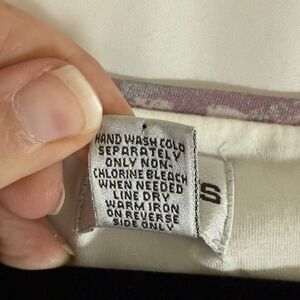 HAND WASH COLD
SEPARATELY
ONLY NON-
CHLORINE BLEACH
WHEN NEEDED
LINE DRY
WARM IRON
ON REVERSE
SIDE ONLY
S